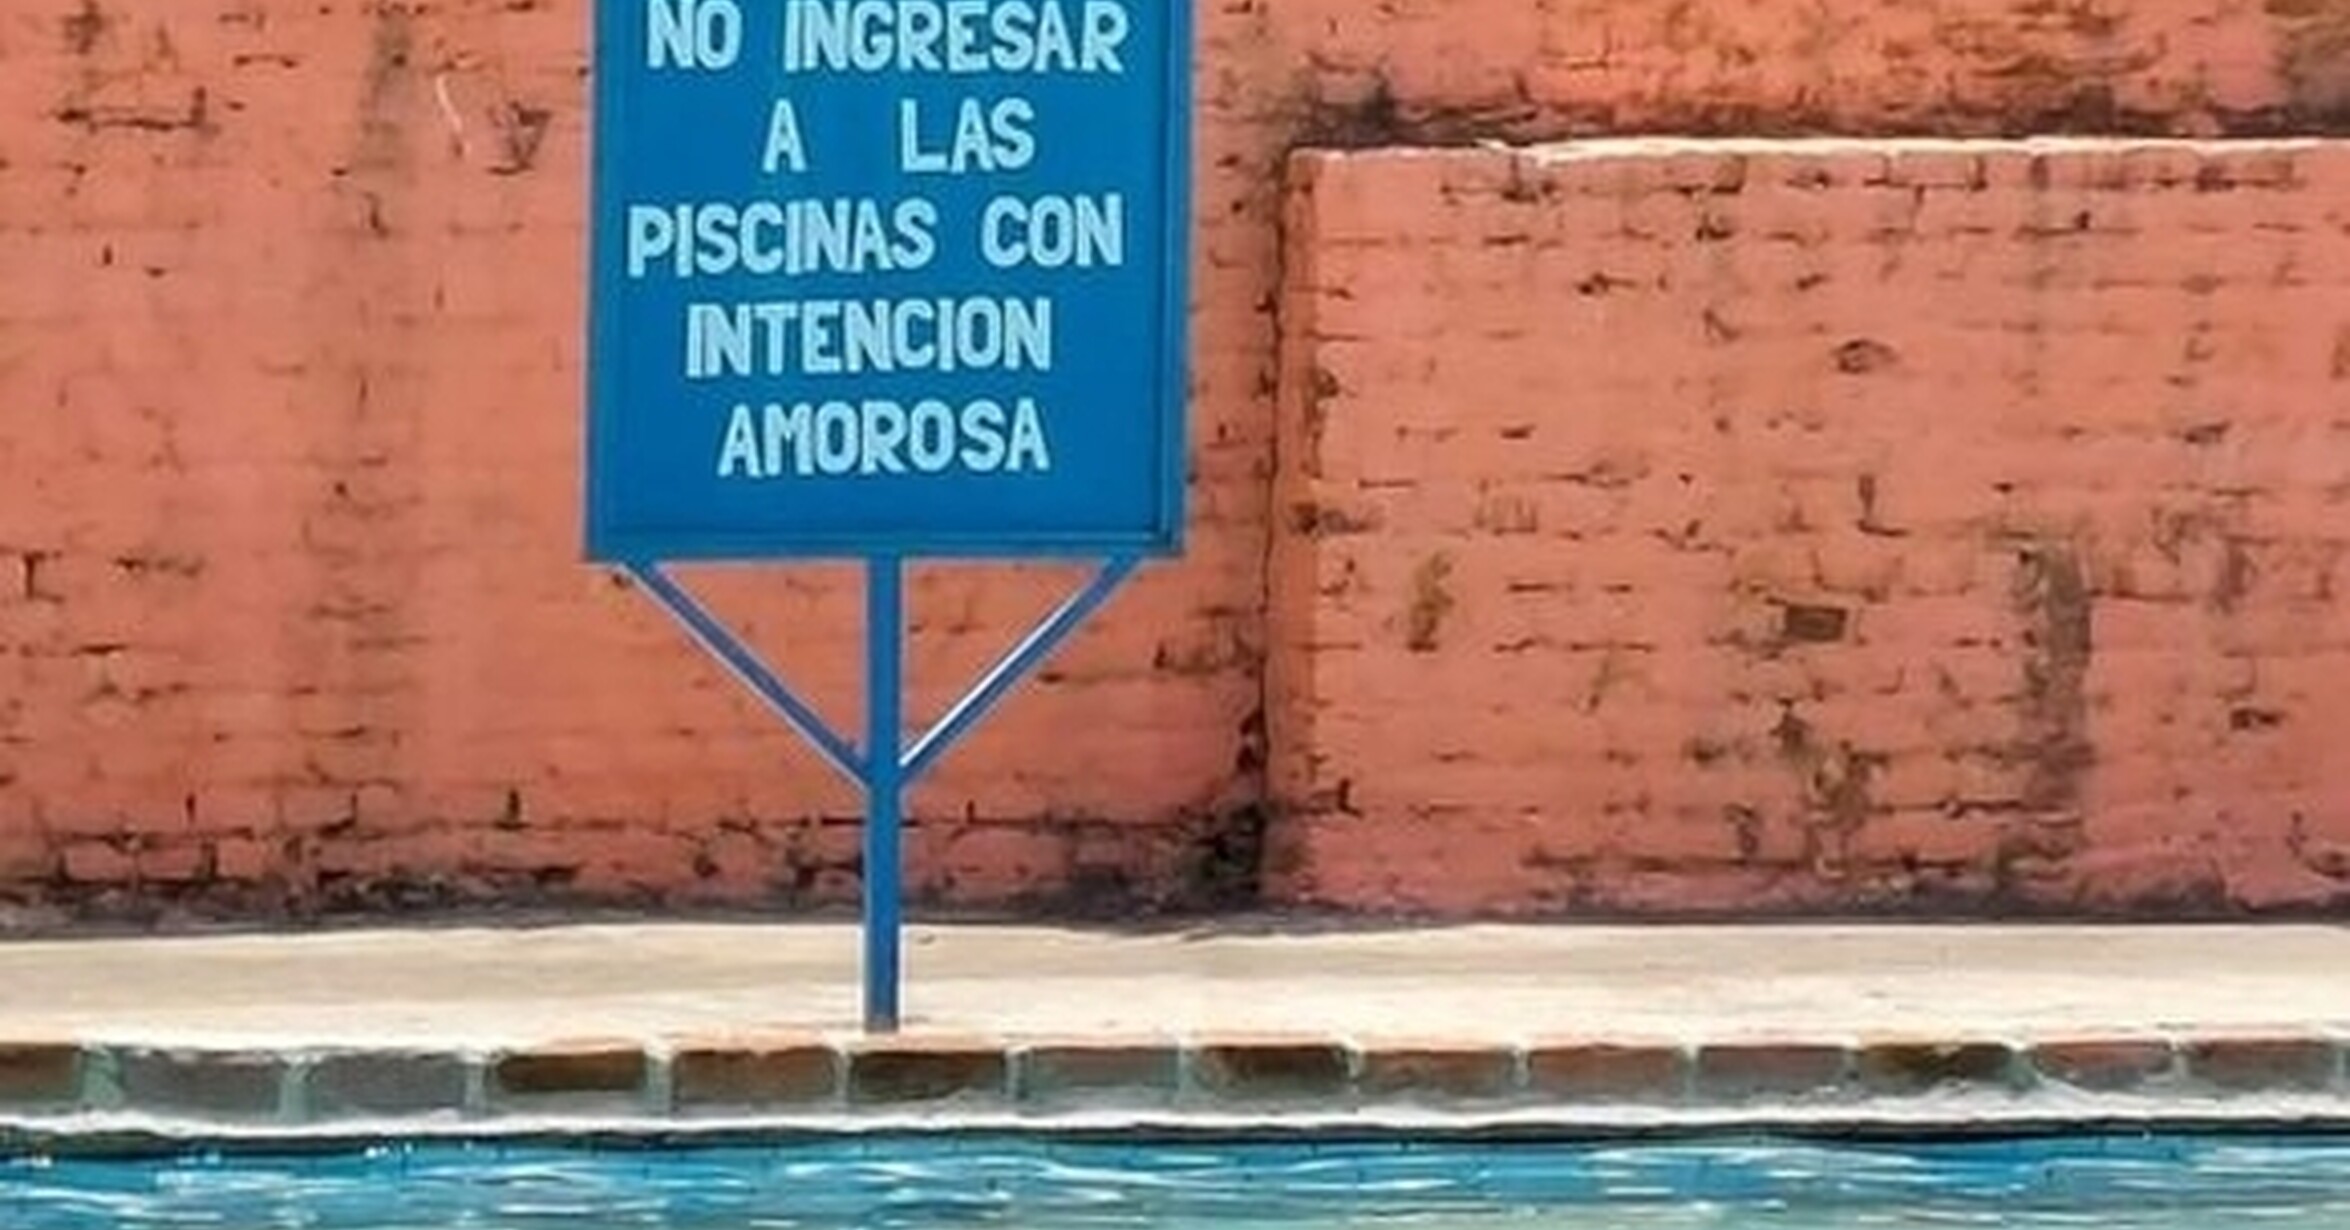 NO INGRESAR
A LAS
PISCINAS CON
INTENCION
AMOROSA